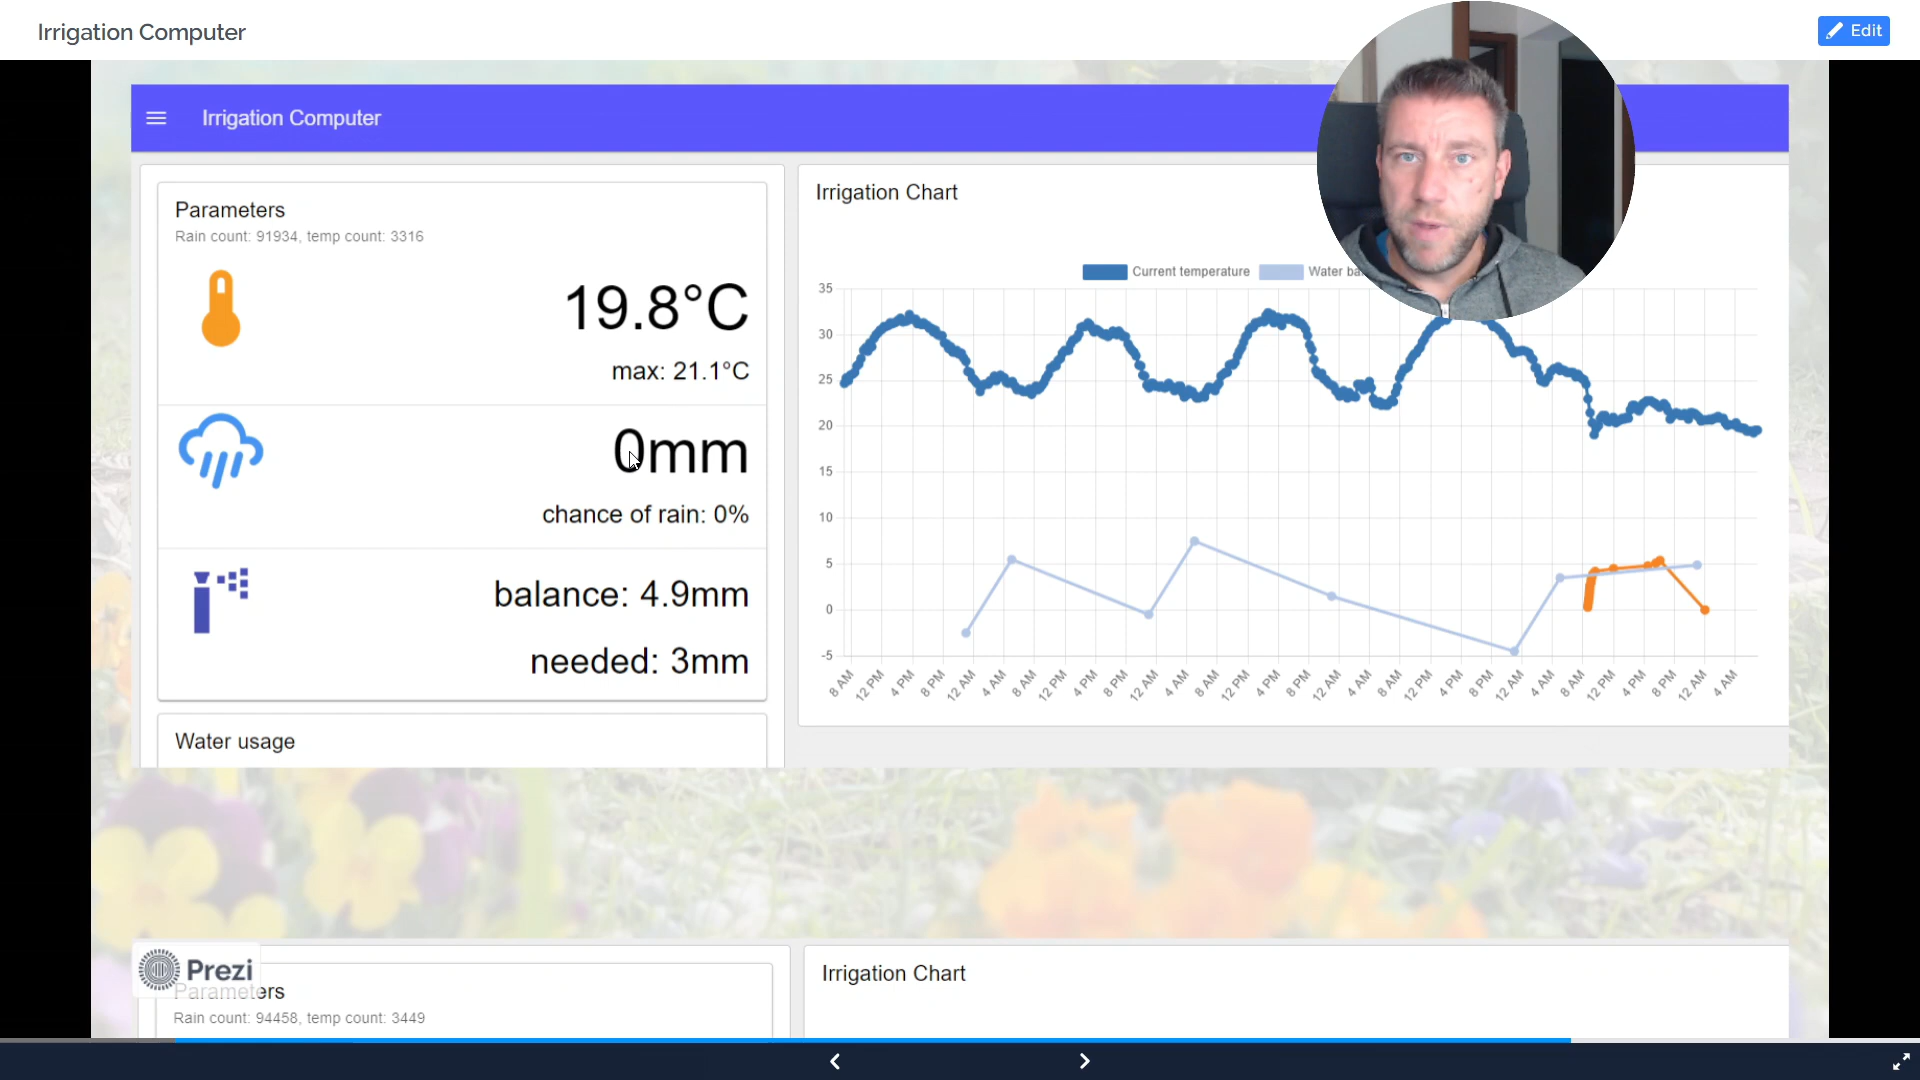 Irrigation Computer
Edit
Irrigation Computer
Parameters
Rain count: 91934, temp count: 3316
19.8°C
max: 21.1°C
0mm
chance of rain: 0%
balance: 4.9mm
needed: 3mm
Water usage
Irrigation Chart
Current temperature
Water ba
35
30
25
20
15
10
5
0
-5
8 AM 12 PM 4 PM 8 PM 12 AM 4 AM 8 AM 12 PM 4 PM 8 PM 12 AM 4 AM 8 AM 12 PM 4 PM 8 PM 12 AM 4 AM 8 AM 12 PM 4 PM 8 PM 12 AM 4 AM 8 AM 12 PM 4 PM 8 PM 12 AM 4 AM
Prezi
Parameters
Rain count: 94458, temp count: 3449
Irrigation Chart